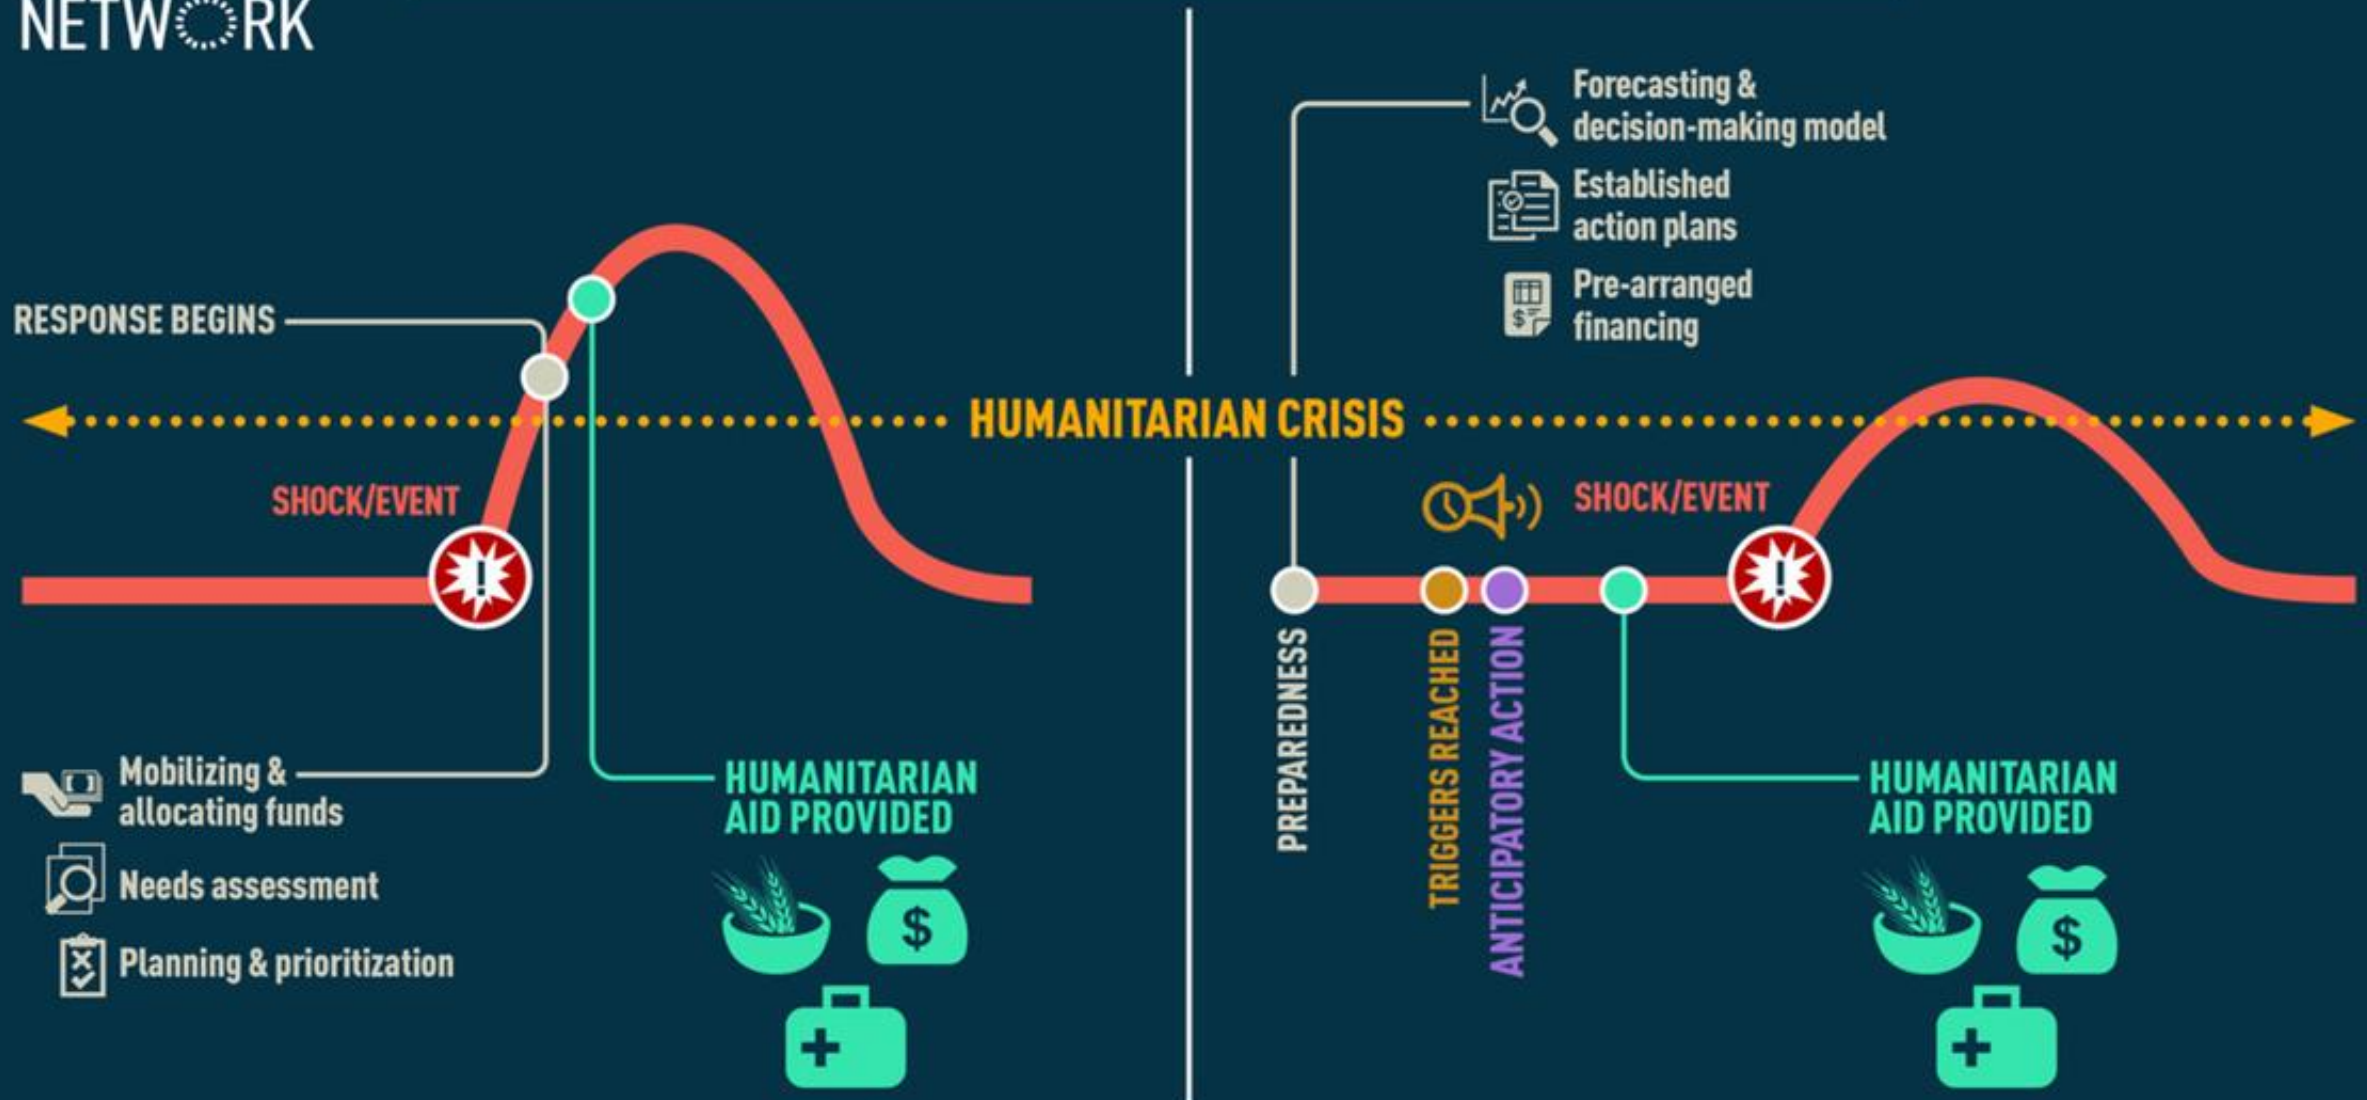 NETWORK
RESPONSE BEGINS
SHOCK/EVENT
Mobilizing &
allocating funds
Needs assessment
Planning & prioritization
HUMANITARIAN
AID PROVIDED
$
HUMANITARIAN CRISIS
Forecasting &
decision-making model
Established
action plans
Pre-arranged
financing
$
SHOCK/EVENT
PREPAREDNESS
TRIGGERS REACHED
ANTICIPATORY ACTION
HUMANITARIAN
AID PROVIDED
$